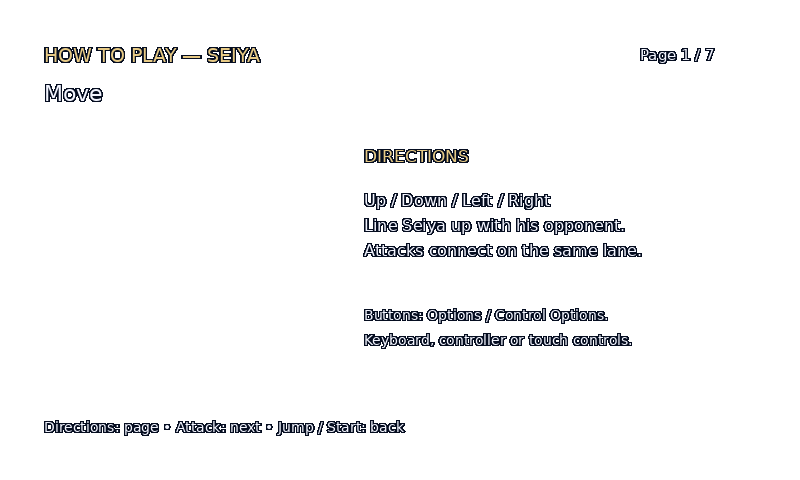 HOW TO PLAY — SEIYA
Page 1 / 7
Move
DIRECTIONS
Up / Down / Left / Right
Line Seiya up with his opponent.
Attacks connect on the same lane.
Buttons: Options / Control Options.
Keyboard, controller or touch controls.
Directions: page • Attack: next • Jump / Start: back